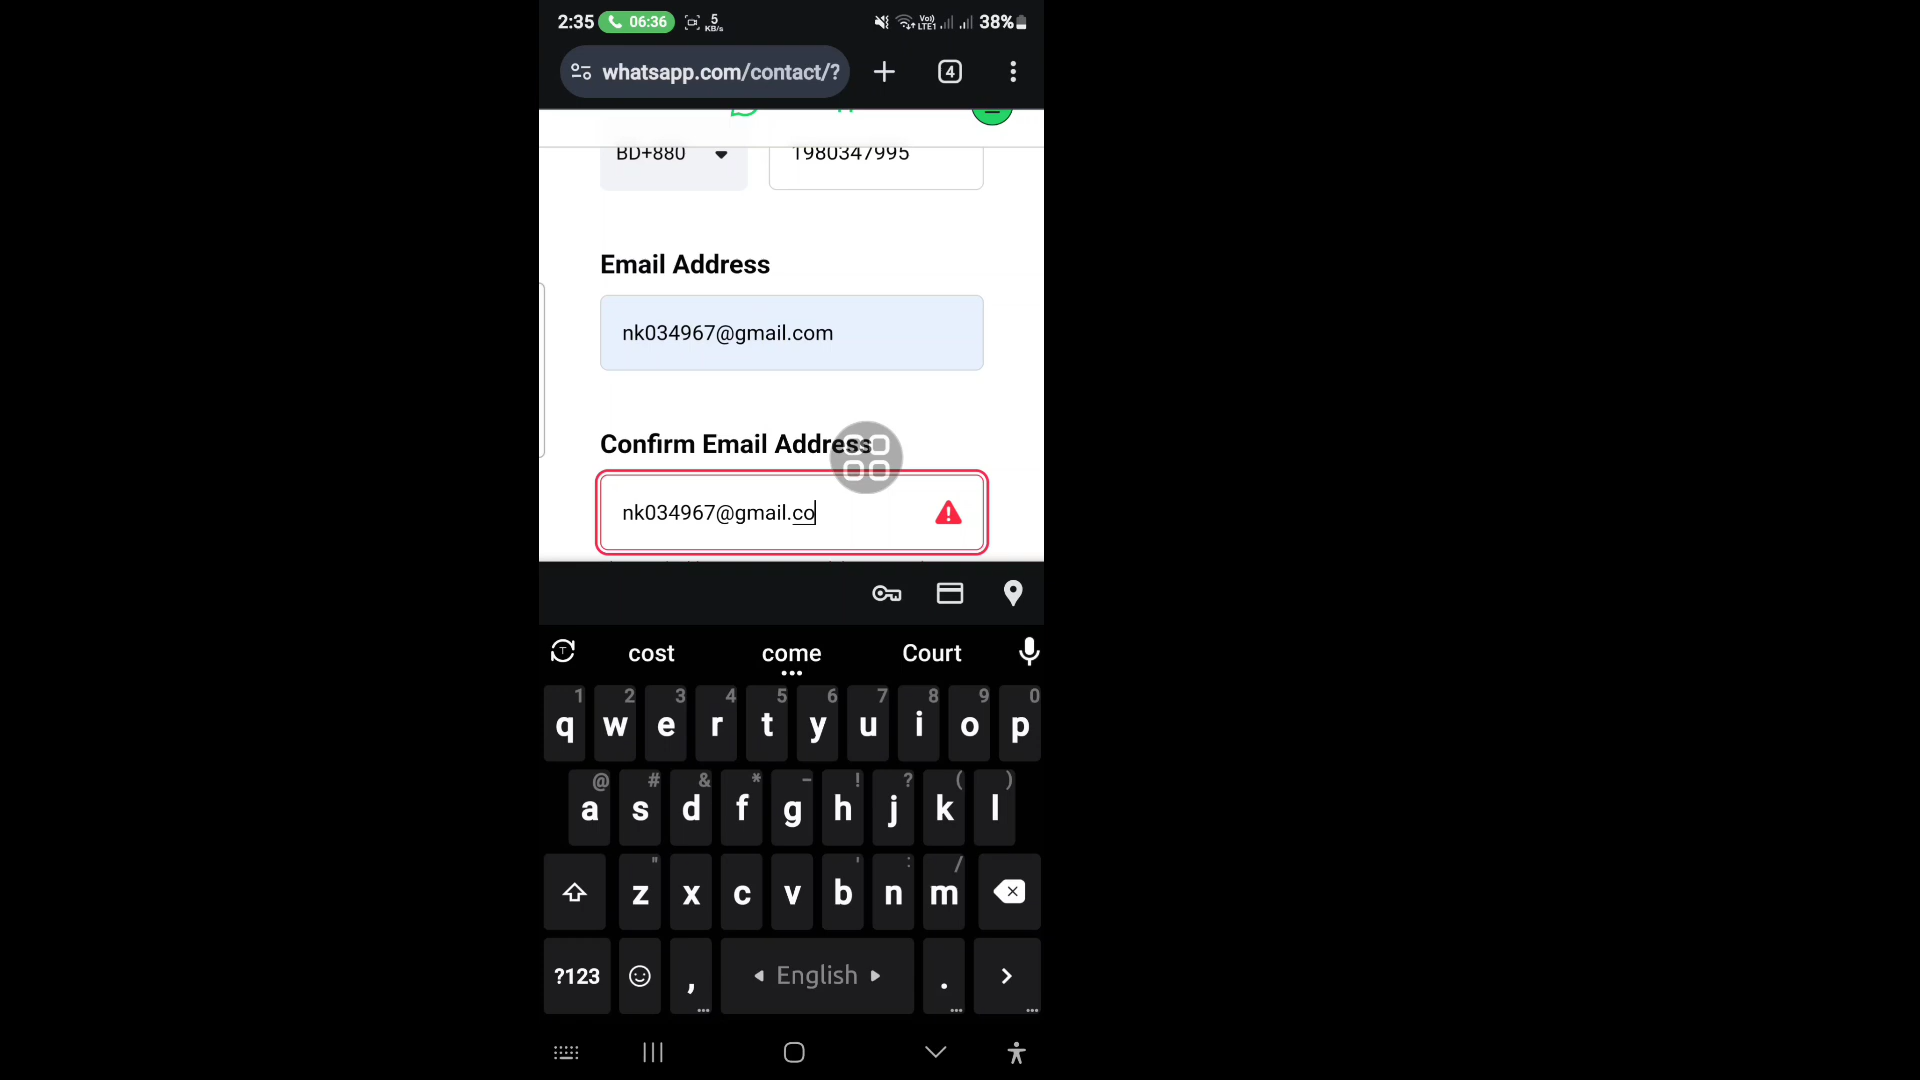 2:35 06:36 5 KB/s Vo) LTE1 38%
whatsapp.com/contact/? 4
BD+880 1980347995
Email Address
nk034967@gmail.com
Confirm Email Address
nk034967@gmail.co
cost come Court
1 2 3 4 5 6 7 8 9 0
q w e r t y u i o p
@ # & * - ! ? ( )
a s d f g h j k l
" ' : /
z x c v b n m
?123 , English .